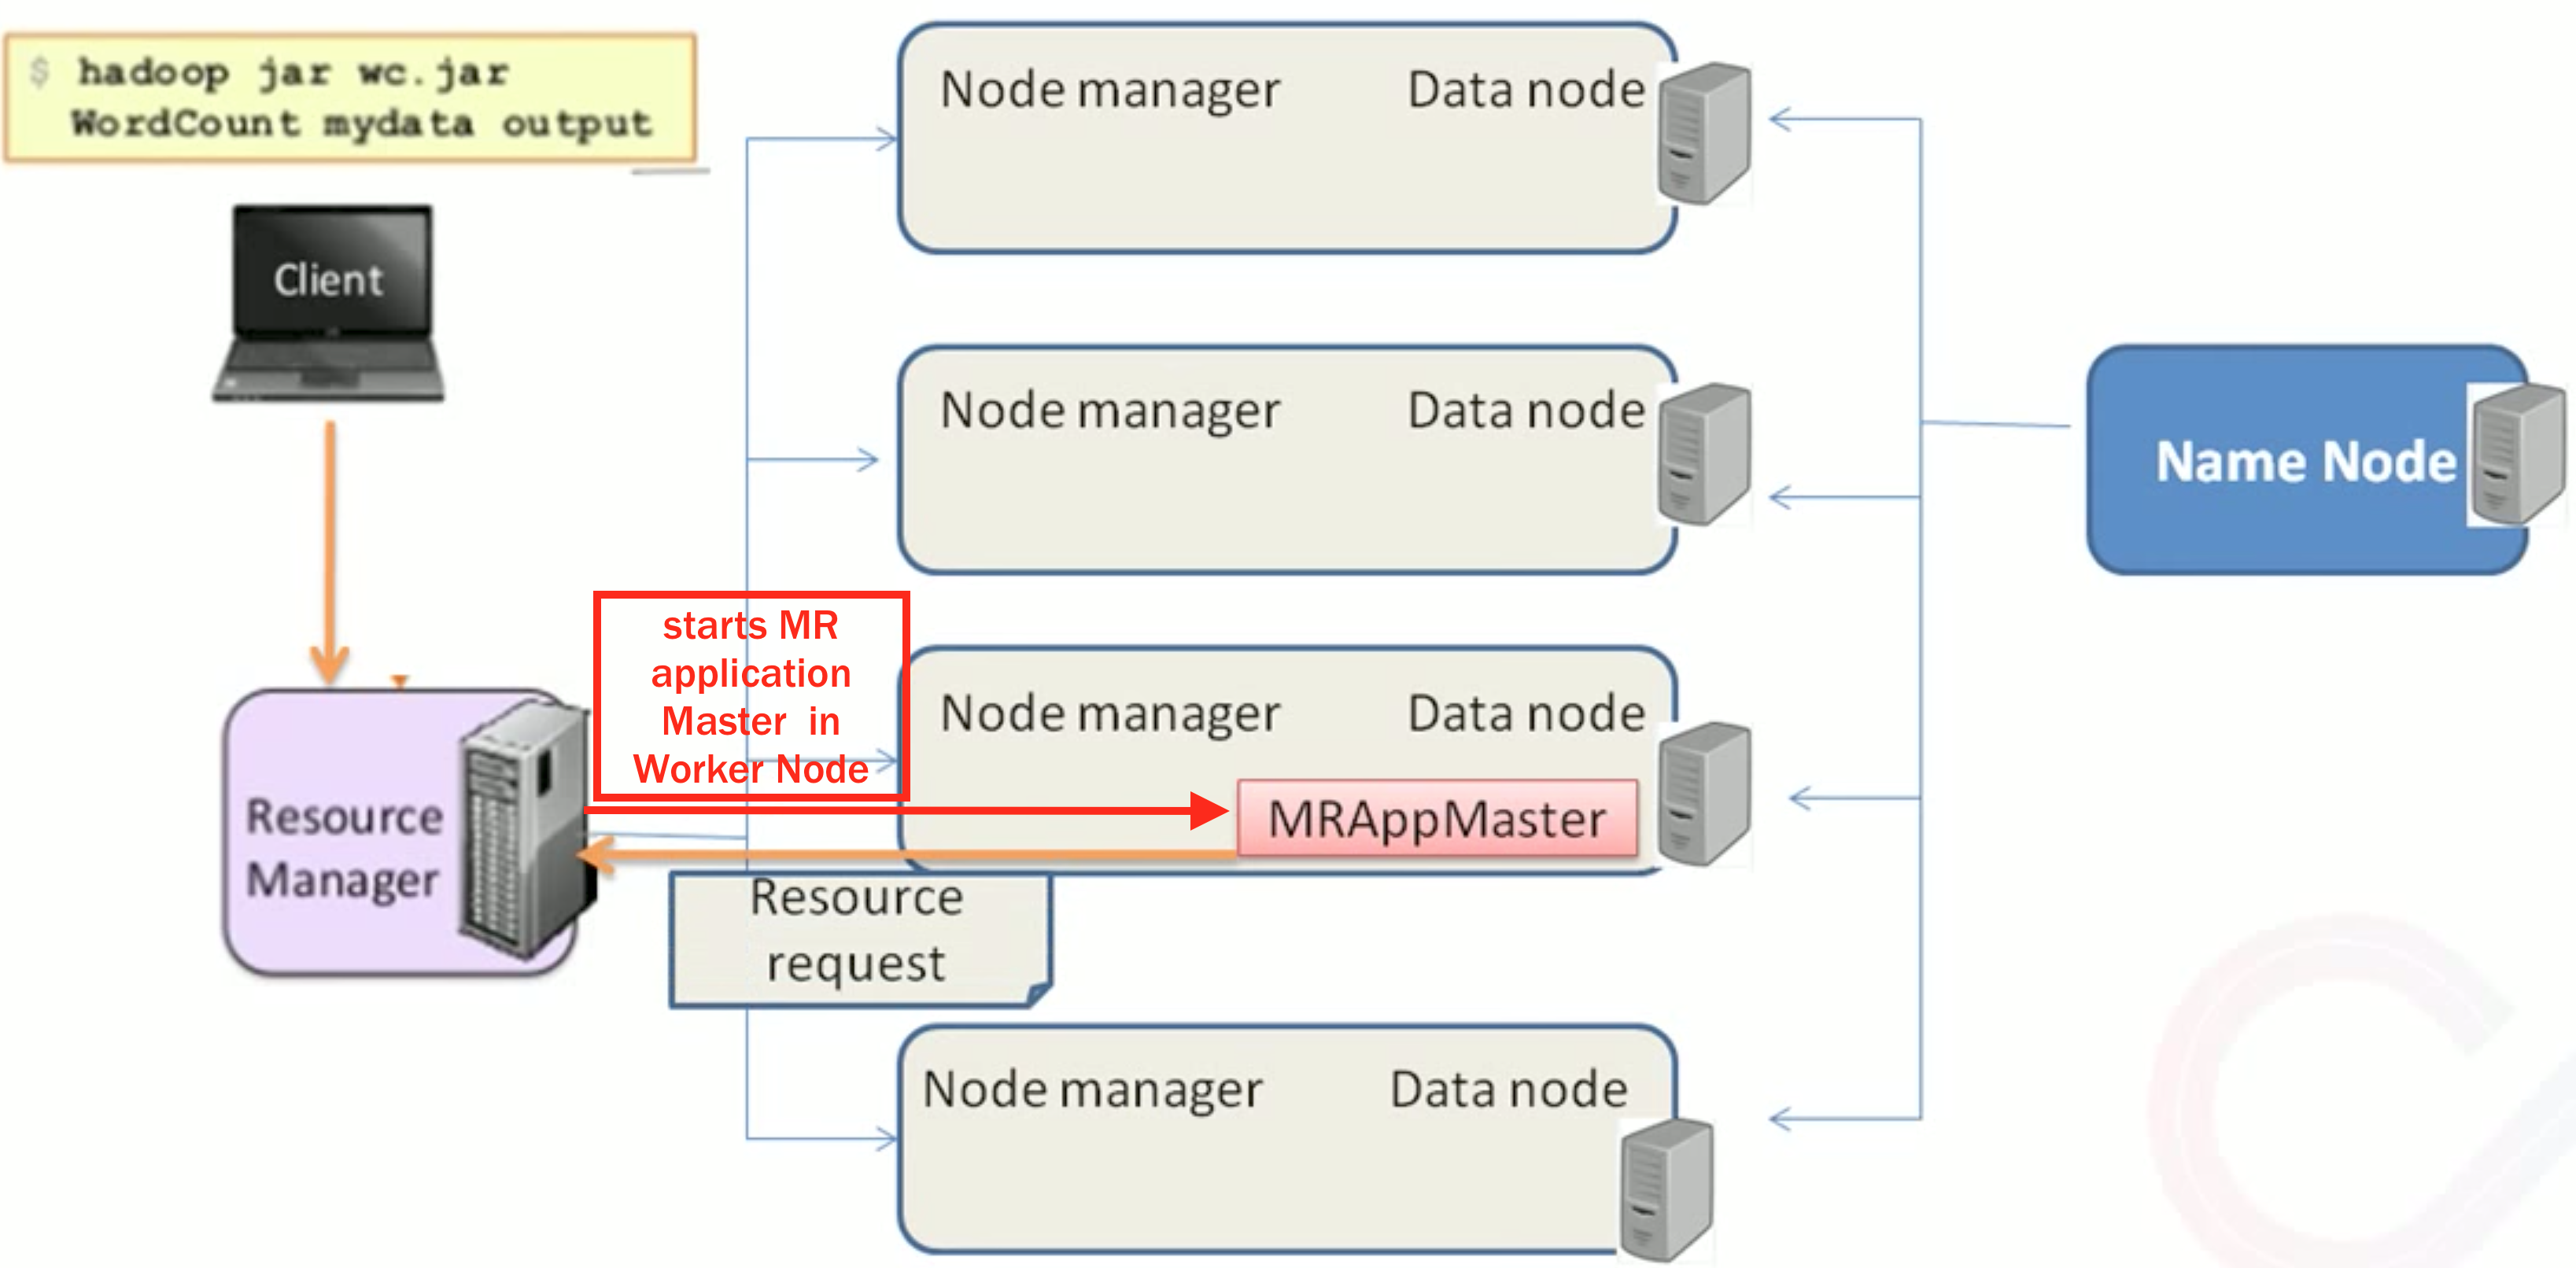 $ hadoop jar wc.jar
WordCount mydata output
Client
Node manager Data node
Node manager Data node
Name Node
starts MR
application
Master in
Worker Node
Node manager Data node
MRAppMaster
Resource
Manager
Resource
request
Node manager Data node